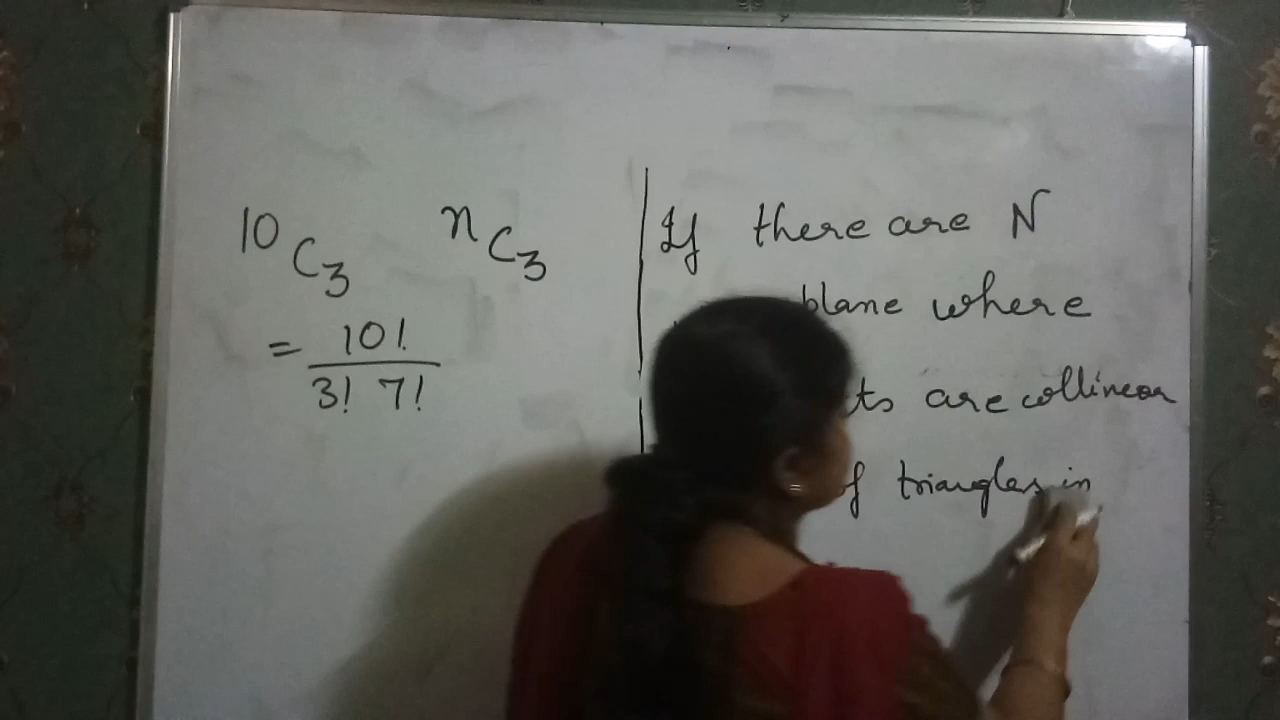 ¹⁰C₃ ⁿC₃
= 10!
3! 7!
If there are N
plane where
are collinear
triangles in